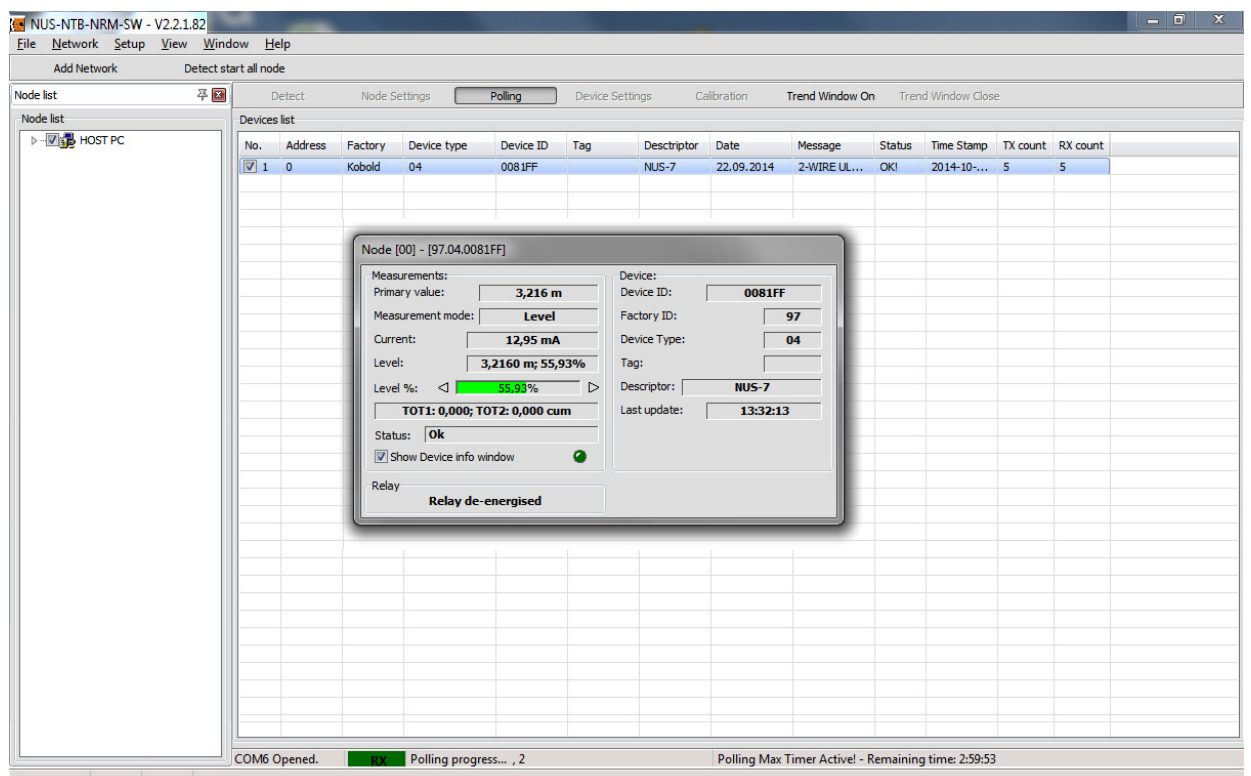 NUS-NTB-NRM-SW - V2.2.1.82
File Network Setup View Window Help
Add Network Detect start all node
Node list
Detect Node Settings Polling Device Settings Calibration Trend Window On Trend Window Close
Node list
HOST PC
Devices list
No. Address Factory Device type Device ID Tag Desctriptor Date Message Status Time Stamp TX count RX count
1 0 Kobold 04 0081FF NUS-7 22.09.2014 2-WIRE UL... OK! 2014-10-... 5 5
Node [00] - [97.04.0081FF]
Measurements:
Primary value: 3,216 m
Measurement mode: Level
Current: 12,95 mA
Level: 3,2160 m; 55,93%
Level %: 55,93%
TOT1: 0,000; TOT2: 0,000 cum
Status: Ok
Show Device info window
Relay
Relay de-energised
Device:
Device ID: 0081FF
Factory ID: 97
Device Type: 04
Tag:
Descriptor: NUS-7
Last update: 13:32:13
COM6 Opened. RX Polling progress... , 2 Polling Max Timer Active! - Remaining time: 2:59:53